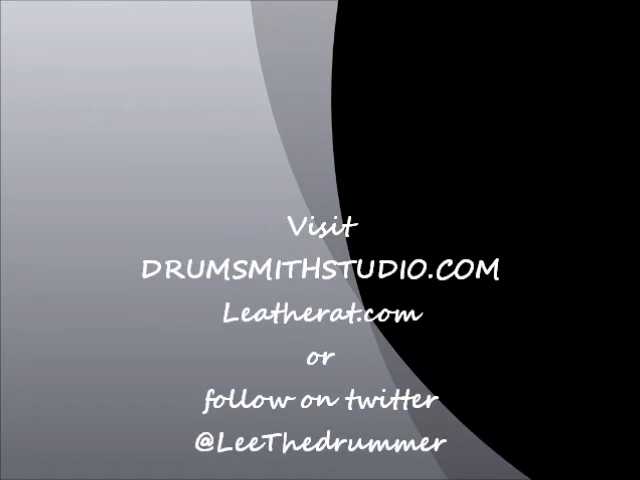 Visit
DRUMSMITHSTUDIO.COM
Leatherat.com
or
follow on twitter
@LeeThedrummer